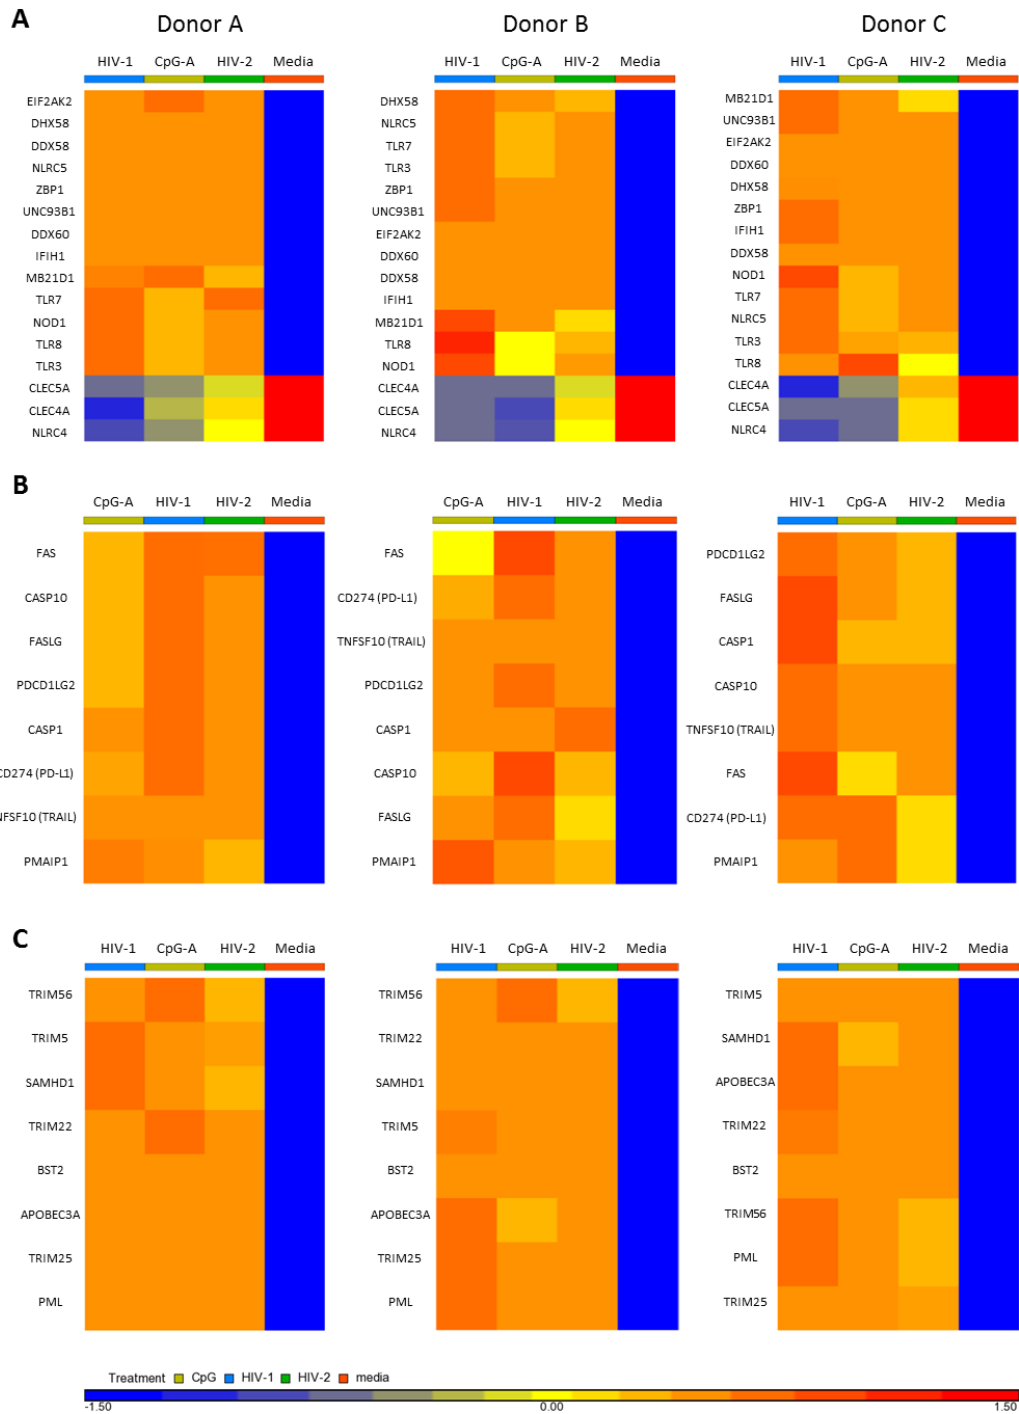 A
Donor A Donor B Donor C
HIV-1 CpG-A HIV-2 Media
EIF2AK2
DHX58
DDX58
NLRC5
ZBP1
UNC93B1
DDX60
IFIH1
MB21D1
TLR7
NOD1
TLR8
TLR3
CLEC5A
CLEC4A
NLRC4
HIV-1 CpG-A HIV-2 Media
DHX58
NLRC5
TLR7
TLR3
ZBP1
UNC93B1
EIF2AK2
DDX60
DDX58
IFIH1
MB21D1
TLR8
NOD1
CLEC4A
CLEC5A
NLRC4
HIV-1 CpG-A HIV-2 Media
MB21D1
UNC93B1
EIF2AK2
DDX60
DHX58
ZBP1
IFIH1
DDX58
NOD1
TLR7
NLRC5
TLR3
TLR8
CLEC4A
CLEC5A
NLRC4
B
CpG-A HIV-1 HIV-2 Media
FAS
CASP10
FASLG
PDCD1LG2
CASP1
CD274 (PD-L1)
NFSF10 (TRAIL)
PMAIP1
CpG-A HIV-1 HIV-2 Media
FAS
CD274 (PD-L1)
TNFSF10 (TRAIL)
PDCD1LG2
CASP1
CASP10
FASLG
PMAIP1
HIV-1 CpG-A HIV-2 Media
PDCD1LG2
FASLG
CASP1
CASP10
TNFSF10 (TRAIL)
FAS
CD274 (PD-L1)
PMAIP1
C
HIV-1 CpG-A HIV-2 Media
TRIM56
TRIM5
SAMHD1
TRIM22
BST2
APOBEC3A
TRIM25
PML
HIV-1 CpG-A HIV-2 Media
TRIM56
TRIM22
SAMHD1
TRIM5
BST2
APOBEC3A
TRIM25
PML
HIV-1 CpG-A HIV-2 Media
TRIM5
SAMHD1
APOBEC3A
TRIM22
BST2
TRIM56
PML
TRIM25
Treatment CpG HIV-1 HIV-2 media
-1.50 0.00 1.50